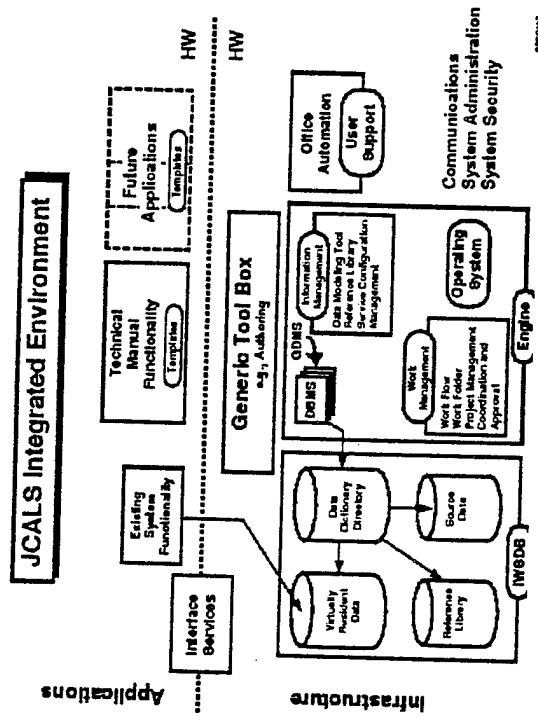 JCALS Integrated Environment
Applications
Interface
Services
Existing
System
Functionality
Technical
Manual
Functionality
Templates
Future
Applications
Templates
HW
HW
Infrastructure
Generic Tool Box
e.g., Authoring
Virtually
Resident
Data
Data
Dictionary
Directory
Reference
Library
Source
Data
IWSDB
DBMS
GDMS
Information
Management
Data Modeling Tool
Reference Library
Service Configuration
Management
Work
Management
Work Flow
Work Folder
Project Management
Coordination and
Approval
Operating
System
Engine
Office
Automation
User
Support
Communications
System Administration
System Security